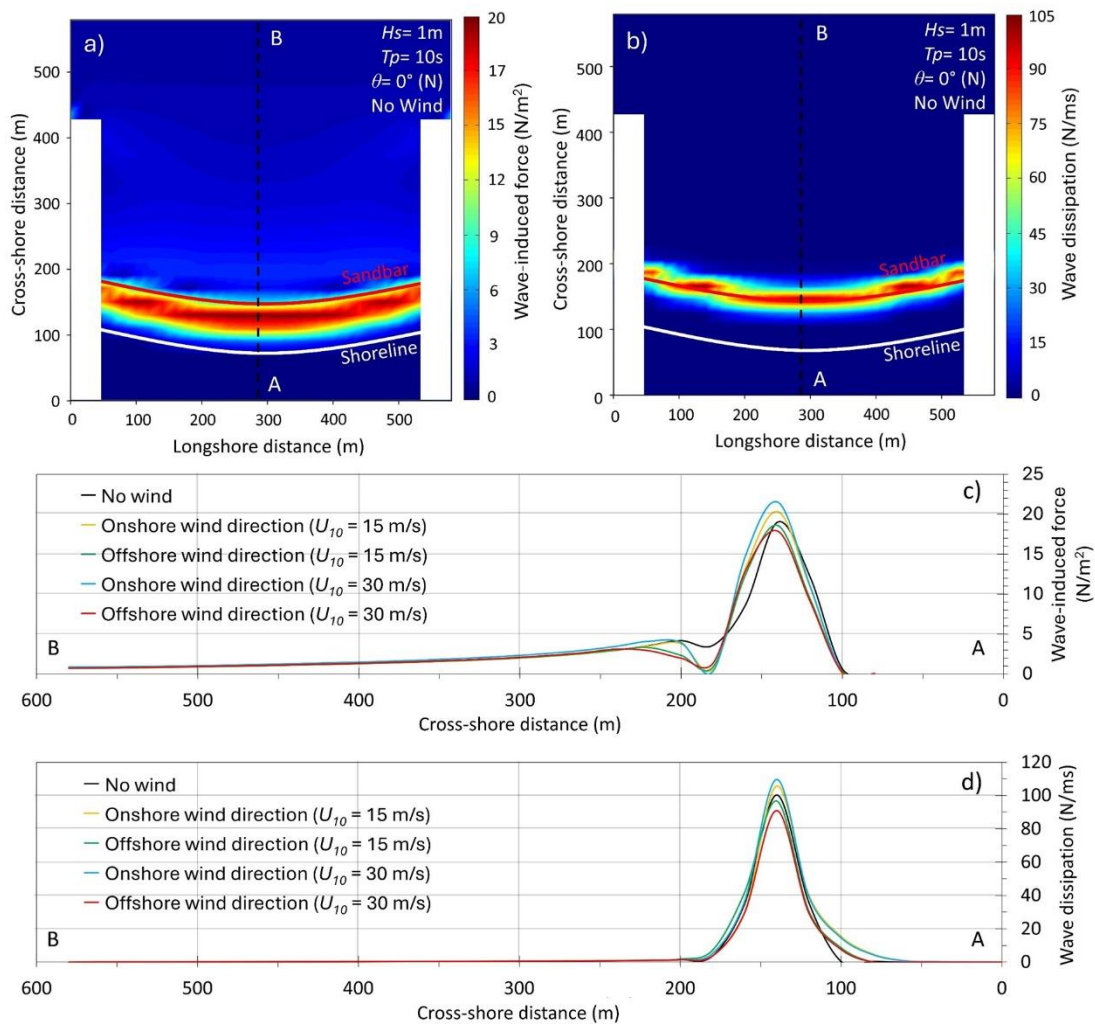 a)
B
Hs= 1m
Tp= 10s
θ= 0° (N)
No Wind
Sandbar
Shoreline
A
500
400
300
200
100
0
Cross-shore distance (m)
0 100 200 300 400 500
Longshore distance (m)
20
17
15
12
9
6
3
0
Wave-induced force (N/m²)
b)
B
Hs= 1m
Tp= 10s
θ= 0° (N)
No Wind
Sandbar
Shoreline
A
500
400
300
200
100
0
Cross-shore distance (m)
0 100 200 300 400 500
Longshore distance (m)
105
90
75
60
45
30
15
0
Wave dissipation (N/ms)
c)
No wind
Onshore wind direction (U10 = 15 m/s)
Offshore wind direction (U10 = 15 m/s)
Onshore wind direction (U10 = 30 m/s)
Offshore wind direction (U10 = 30 m/s)
B
A
25
20
15
10
5
0
Wave-induced force
(N/m²)
600 500 400 300 200 100 0
Cross-shore distance (m)
d)
No wind
Onshore wind direction (U10 = 15 m/s)
Offshore wind direction (U10 = 15 m/s)
Onshore wind direction (U10 = 30 m/s)
Offshore wind direction (U10 = 30 m/s)
B
A
120
100
80
60
40
20
0
Wave dissipation (N/ms)
600 500 400 300 200 100 0
Cross-shore distance (m)